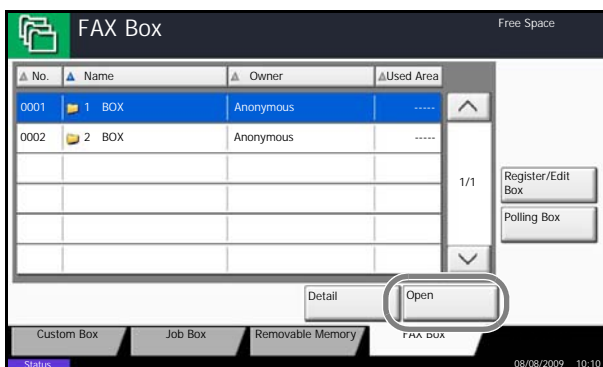 FAX Box
Free Space
No. Name Owner Used Area
0001 1 BOX Anonymous -----
0002 2 BOX Anonymous -----
1/1
Register/Edit
Box
Polling Box
Detail Open
Custom Box Job Box Removable Memory FAX Box
Status 08/08/2009 10:10